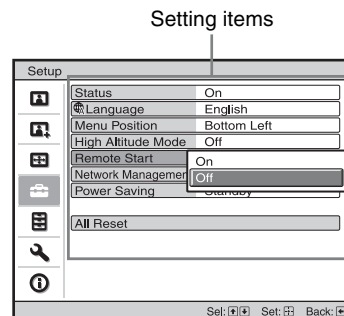 Setting items
Setup
Status On
Language English
Menu Position Bottom Left
High Altitude Mode Off
Remote Start On
Network Managemen Off
Power Saving Standby
All Reset
Sel: Set: Back: